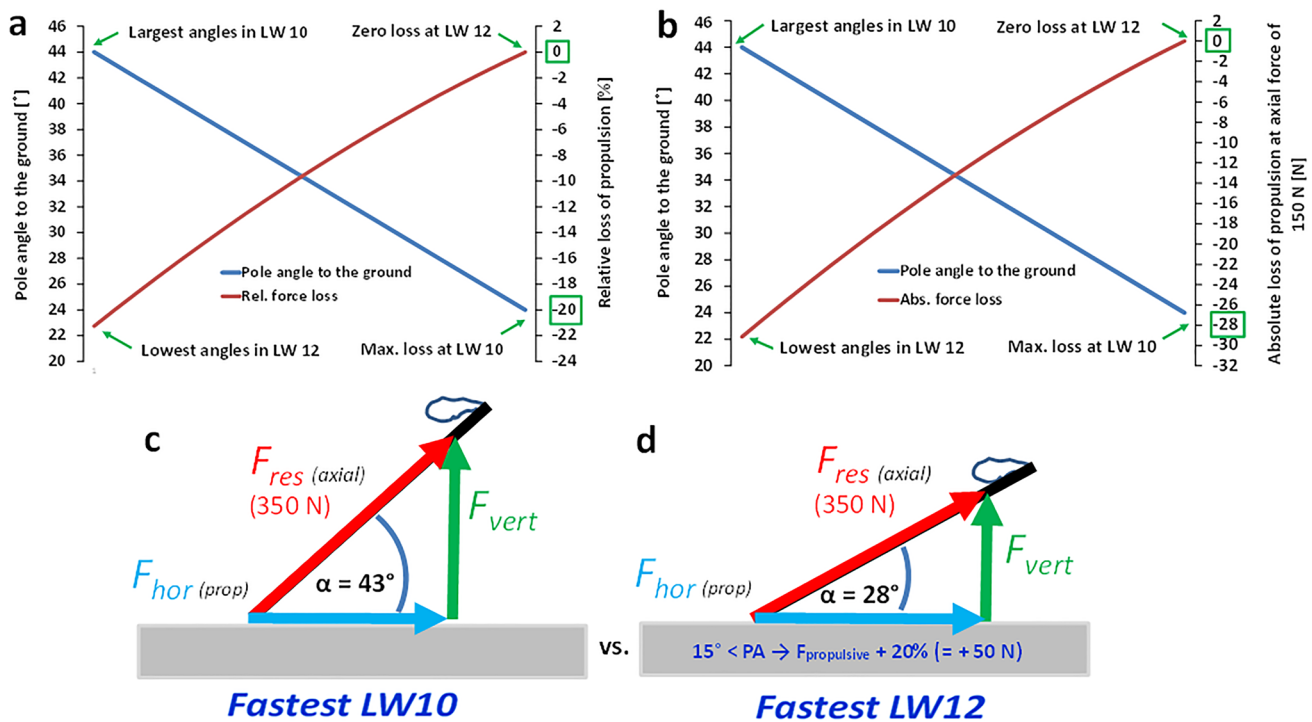 a
46
44
42
40
38
36
34
32
30
28
26
24
22
20
Pole angle to the ground [˚]
Largest angles in LW 10
Zero loss at LW 12
Pole angle to the ground
Rel. force loss
Lowest angles in LW 12
Max. loss at LW 10
2
0
-2
-4
-6
-8
-10
-12
-14
-16
-18
-20
-22
-24
Relative loss of propulsion [%]
1
b
46
44
42
40
38
36
34
32
30
28
26
24
22
20
Pole angle to the ground [˚]
Largest angles in LW 10
Zero loss at LW 12
Pole angle to the ground
Abs. force loss
Lowest angles in LW 12
Max. loss at LW 10
2
0
-2
-4
-6
-8
-10
-12
-14
-16
-18
-20
-22
-24
-26
-28
-30
-32
Absolute loss of propulsion at axial force of
150 N [N]
c
Fres (axial)
(350 N)
Fvert
Fhor (prop)
α = 43°
Fastest LW10
vs.
d
Fres (axial)
(350 N)
Fvert
Fhor (prop)
α = 28°
15° < PA → Fpropulsive + 20% (= + 50 N)
Fastest LW12